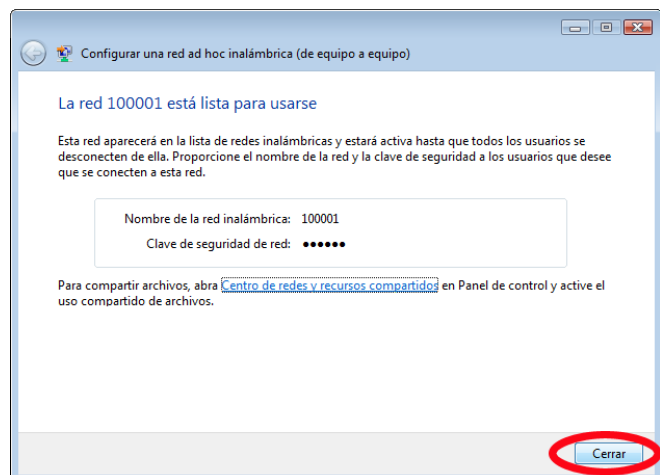 Configurar una red ad hoc inalámbrica (de equipo a equipo)
La red 100001 está lista para usarse
Esta red aparecerá en la lista de redes inalámbricas y estará activa hasta que todos los usuarios se
desconecten de ella. Proporcione el nombre de la red y la clave de seguridad a los usuarios que desee
que se conecten a esta red.
Nombre de la red inalámbrica: 100001
Clave de seguridad de red: ●●●●●●
Para compartir archivos, abra Centro de redes y recursos compartidos en Panel de control y active el
uso compartido de archivos.
Cerrar